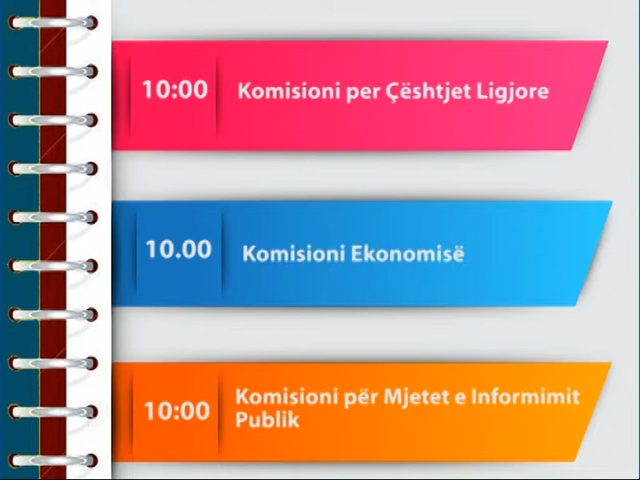 10:00 Komisioni per Çështjet Ligjore
10.00 Komisioni Ekonomisë
10:00 Komisioni për Mjetet e Informimit
Publik